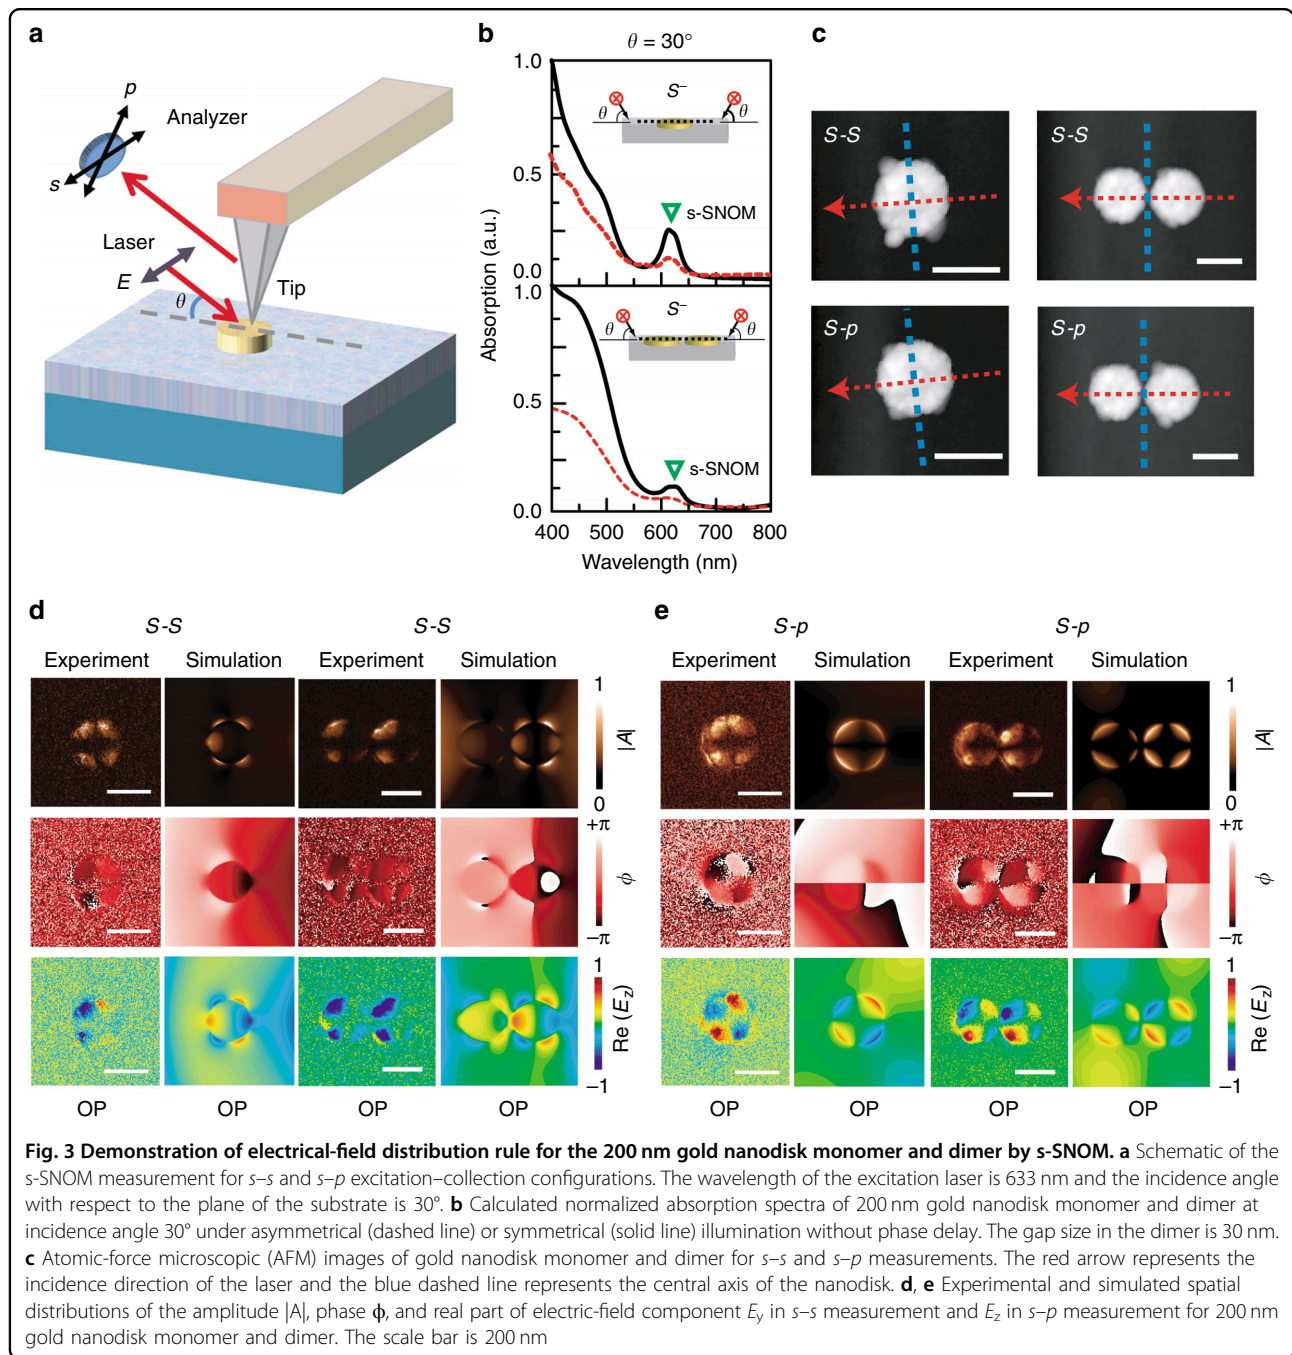 a
p
Analyzer
s
Laser
E
θ
Tip
b
θ = 30°
1.0
S⁻
θ
θ
0.5
s-SNOM
0.0
Absorption (a.u.)
S⁻
θ
θ
0.5
s-SNOM
0.0
400 500 600 700 800
Wavelength (nm)
c
S-S
S-S
S-p
S-p
d
S-S S-S
Experiment Simulation Experiment Simulation
1
|A|
0
+π
ϕ
−π
1
Re (Ez)
−1
OP OP OP OP
e
S-p S-p
Experiment Simulation Experiment Simulation
1
|A|
0
+π
ϕ
−π
1
Re (Ez)
−1
OP OP OP OP
Fig. 3 Demonstration of electrical-field distribution rule for the 200 nm gold nanodisk monomer and dimer by s-SNOM. a Schematic of the
s-SNOM measurement for s–s and s–p excitation–collection configurations. The wavelength of the excitation laser is 633 nm and the incidence angle
with respect to the plane of the substrate is 30°. b Calculated normalized absorption spectra of 200 nm gold nanodisk monomer and dimer at
incidence angle 30° under asymmetrical (dashed line) or symmetrical (solid line) illumination without phase delay. The gap size in the dimer is 30 nm.
c Atomic-force microscopic (AFM) images of gold nanodisk monomer and dimer for s–s and s–p measurements. The red arrow represents the
incidence direction of the laser and the blue dashed line represents the central axis of the nanodisk. d, e Experimental and simulated spatial
distributions of the amplitude |A|, phase ϕ, and real part of electric-field component Ey in s–s measurement and Ez in s–p measurement for 200 nm
gold nanodisk monomer and dimer. The scale bar is 200 nm